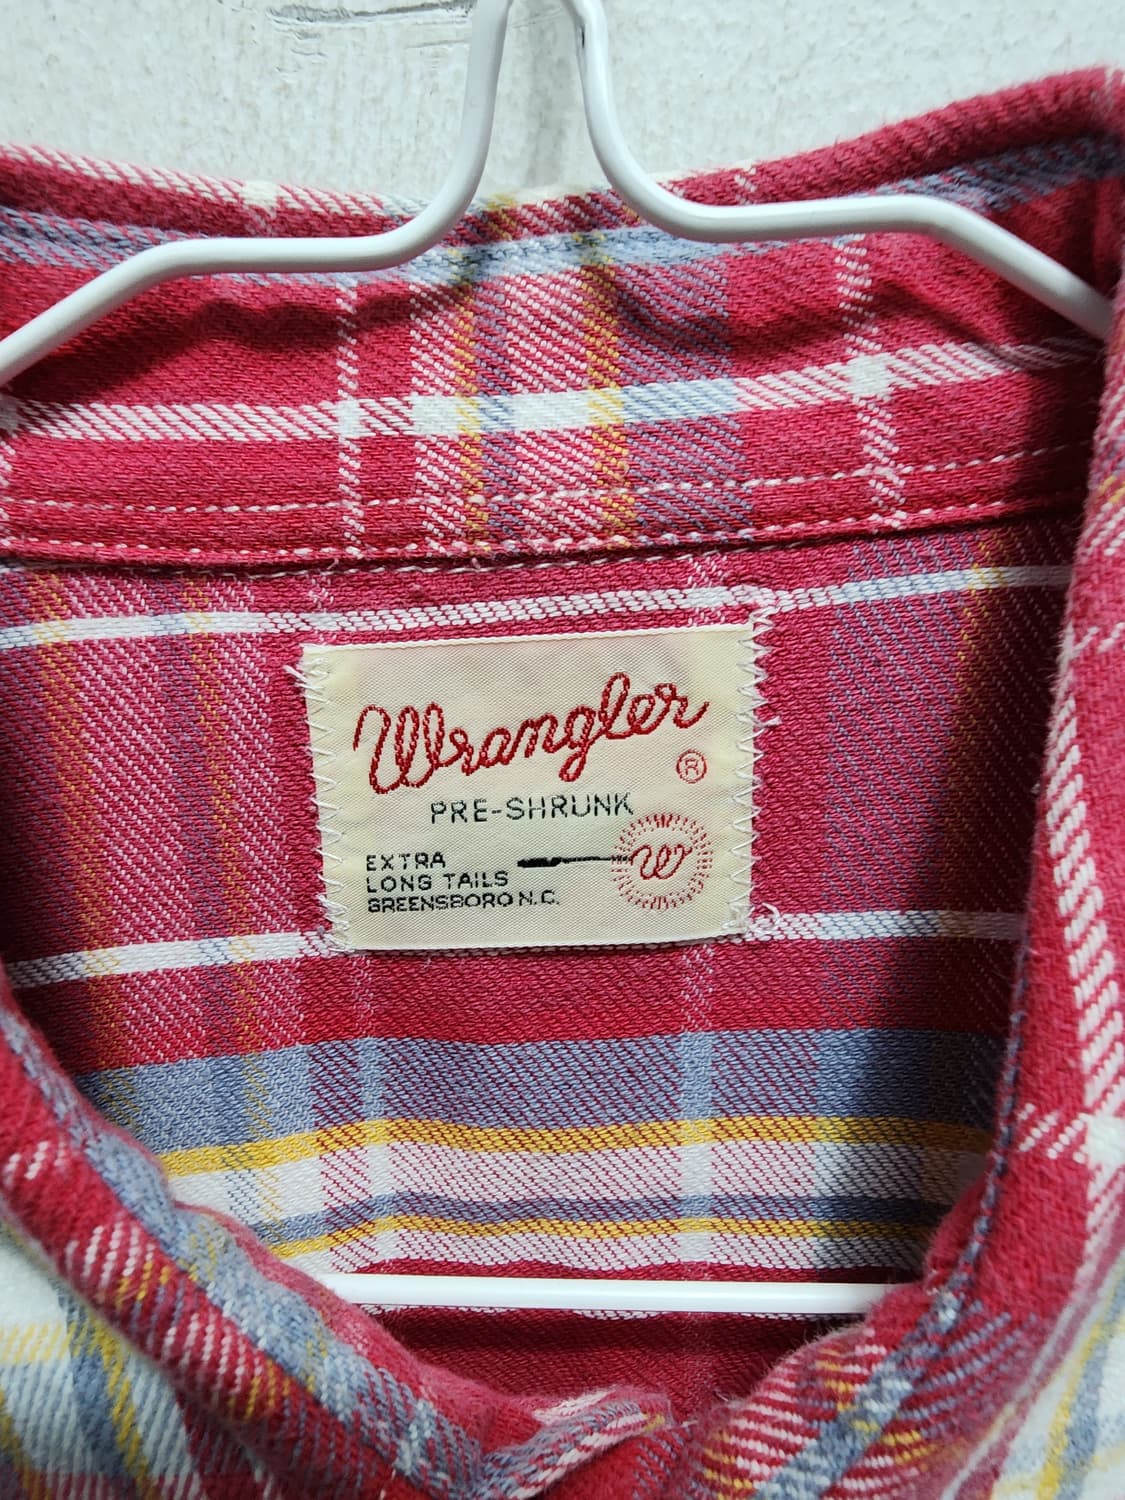 Wrangler
®
PRE-SHRUNK
W
EXTRA
LONG TAILS
GREENSBORO N.C.